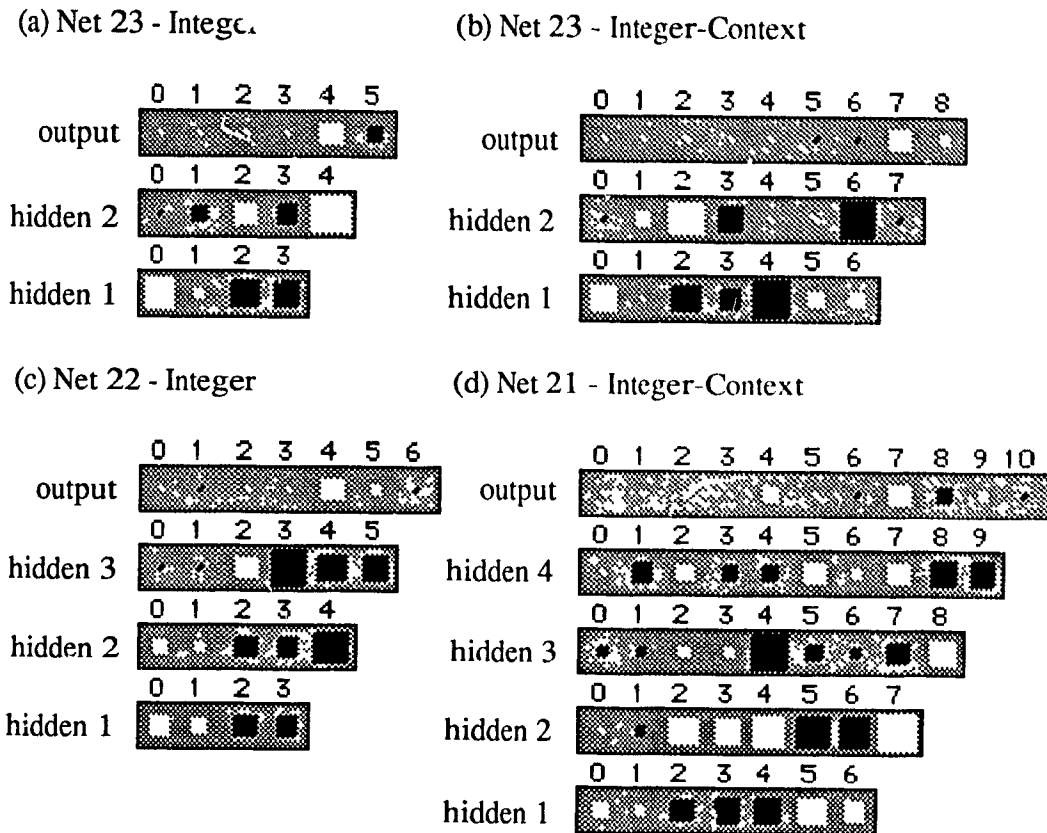 (a) Net 23 - Integer
0 1 2 3 4 5
output
0 1 2 3 4
hidden 2
0 1 2 3
hidden 1
(b) Net 23 - Integer-Context
0 1 2 3 4 5 6 7 8
output
0 1 2 3 4 5 6 7
hidden 2
0 1 2 3 4 5 6
hidden 1
(c) Net 22 - Integer
0 1 2 3 4 5 6
output
0 1 2 3 4 5
hidden 3
0 1 2 3 4
hidden 2
0 1 2 3
hidden 1
(d) Net 21 - Integer-Context
0 1 2 3 4 5 6 7 8 9 10
output
0 1 2 3 4 5 6 7 8 9
hidden 4
0 1 2 3 4 5 6 7 8
hidden 3
0 1 2 3 4 5 6 7
hidden 2
0 1 2 3 4 5 6
hidden 1